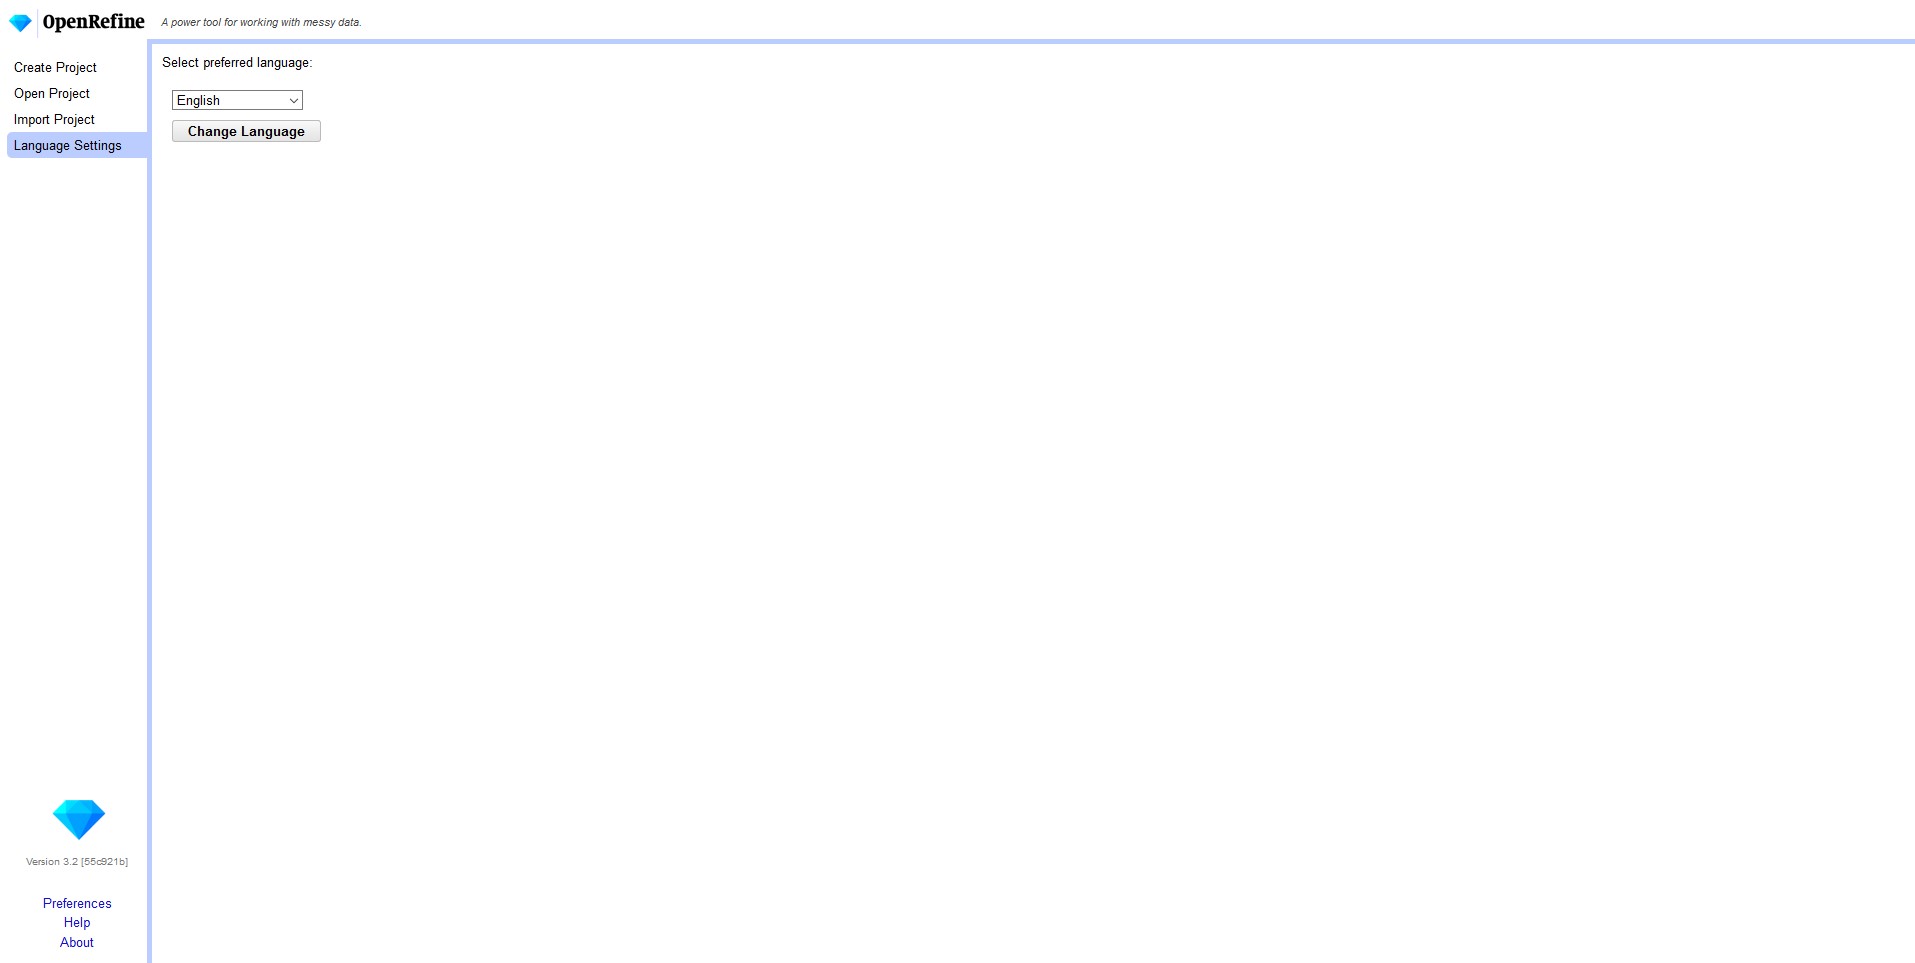 OpenRefine
A power tool for working with messy data.
Create Project
Open Project
Import Project
Language Settings
Select preferred language:
English
Change Language
Version 3.2 [55c921b]
Preferences
Help
About